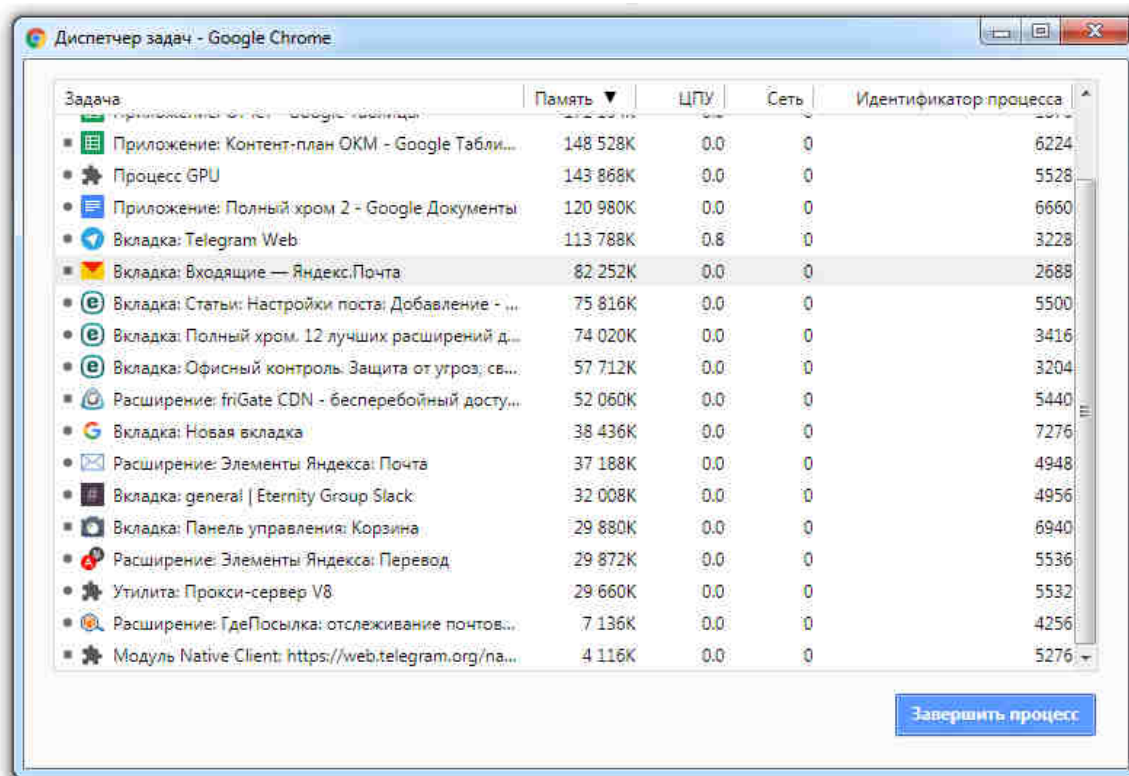 Диспетчер задач - Google Chrome
Задача Память ▼ ЦПУ Сеть Идентификатор процесса
Приложение: Контент-план ОКМ - Google Табли... 148 528K 0.0 0 6224
Процесс GPU 143 868K 0.0 0 5528
Приложение: Полный хром 2 - Google Документы 120 980K 0.0 0 6660
Вкладка: Telegram Web 113 788K 0.8 0 3228
Вкладка: Входящие — Яндекс.Почта 82 252K 0.0 0 2688
Вкладка: Статьи: Настройки поста: Добавление - ... 75 816K 0.0 0 5500
Вкладка: Полный хром. 12 лучших расширений д... 74 020K 0.0 0 3416
Вкладка: Офисный контроль. Защита от угроз, св... 57 712K 0.0 0 3204
Расширение: friGate CDN - бесперебойный досту... 52 060K 0.0 0 5440
Вкладка: Новая вкладка 38 436K 0.0 0 7276
Расширение: Элементы Яндекса: Почта 37 188K 0.0 0 4948
Вкладка: general | Eternity Group Slack 32 008K 0.0 0 4956
Вкладка: Панель управления: Корзина 29 880K 0.0 0 6940
Расширение: Элементы Яндекса: Перевод 29 872K 0.0 0 5536
Утилита: Прокси-сервер V8 29 660K 0.0 0 5532
Расширение: ГдеПосылка: отслеживание почтов... 7 136K 0.0 0 4256
Модуль Native Client: https://web.telegram.org/na... 4 116K 0.0 0 5276
Завершить процесс